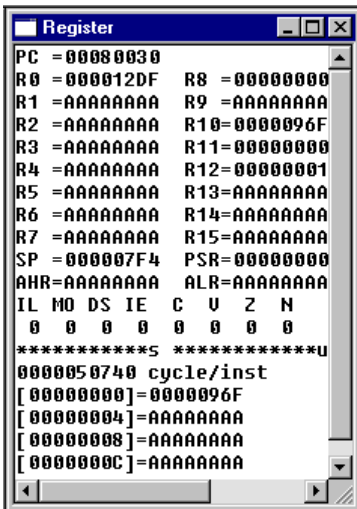 Register
PC =00080030
R0 =000012DF R8 =00000000
R1 =AAAAAAAA R9 =AAAAAAAA
R2 =AAAAAAAA R10=0000096F
R3 =AAAAAAAA R11=00000000
R4 =AAAAAAAA R12=00000001
R5 =AAAAAAAA R13=AAAAAAAA
R6 =AAAAAAAA R14=AAAAAAAA
R7 =AAAAAAAA R15=AAAAAAAA
SP =000007F4 PSR=00000000
AHR=AAAAAAAA ALR=AAAAAAAA
IL MO DS IE C V Z N
0 0 0 0 0 0 0 0
***********S ************U
0000050740 cycle/inst
[00000000]=0000096F
[00000004]=AAAAAAAA
[00000008]=AAAAAAAA
[0000000C]=AAAAAAAA